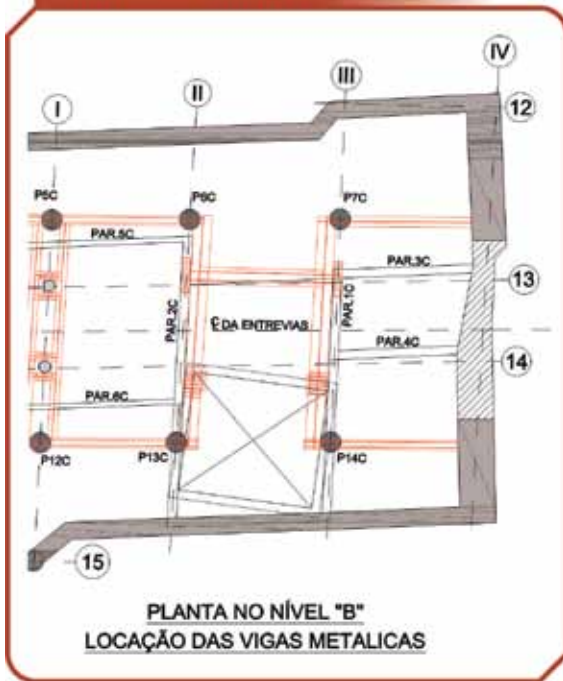 IV
III
II
I
12
P5C
P6C
P7C
PAR.5C
PAR.3C
13
PAR.2C
PAR.1C
℄ DA ENTREVIAS
PAR.4C
14
PAR.6C
P12C
P13C
P14C
15
PLANTA NO NÍVEL "B"
LOCAÇÃO DAS VIGAS METALICAS